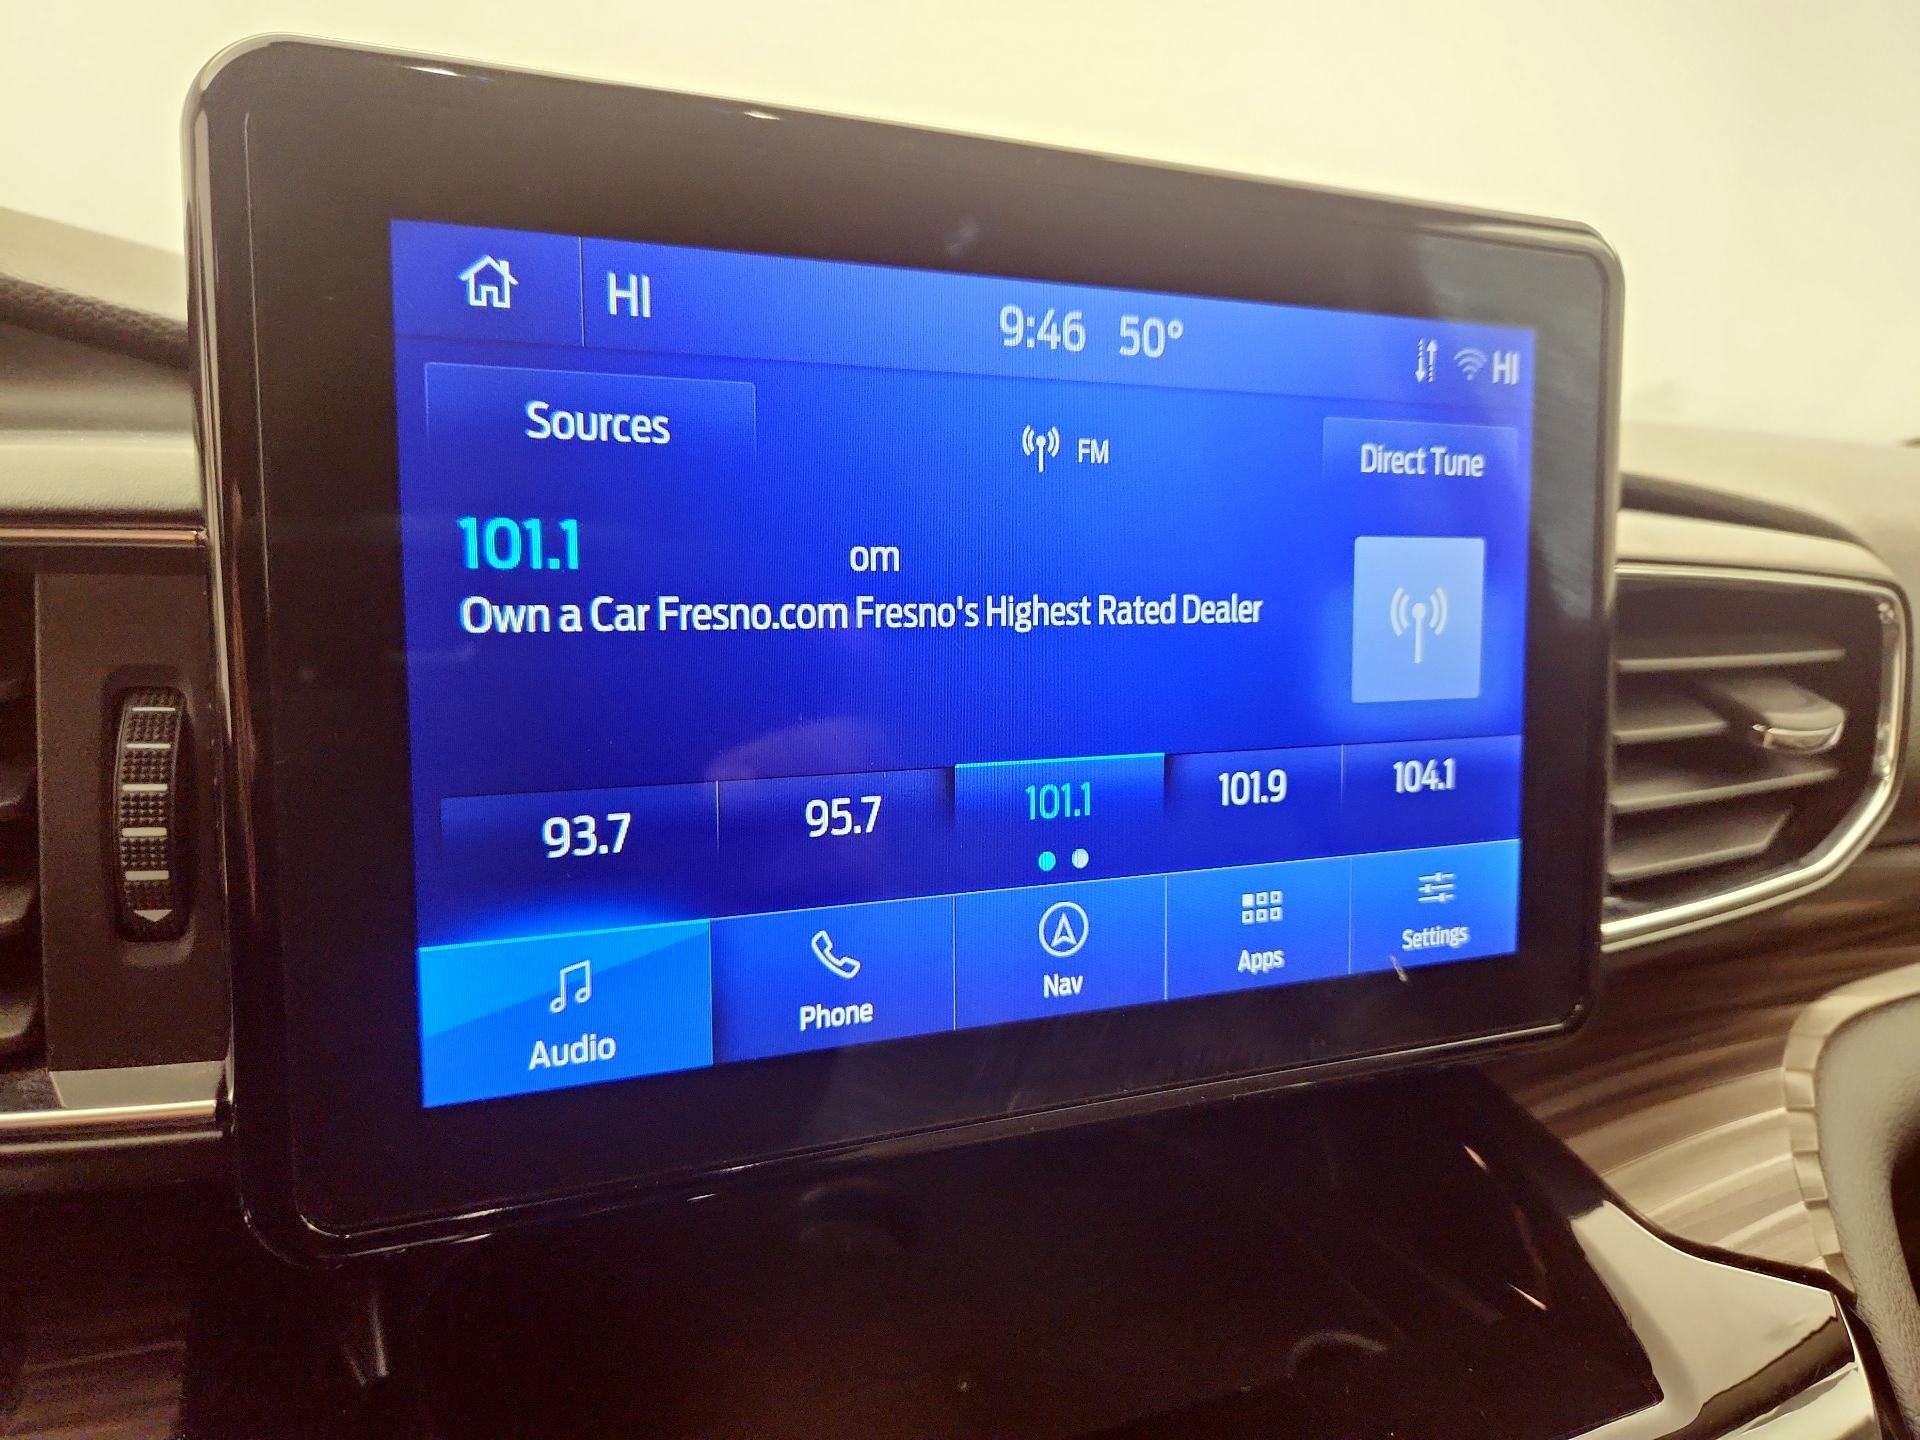 HI
9:46 50°
HI
Sources
FM
Direct Tune
101.1
om
Own a Car Fresno.com Fresno's Highest Rated Dealer
93.7
95.7
101.1
101.9
104.1
Audio
Phone
Nav
Apps
Settings